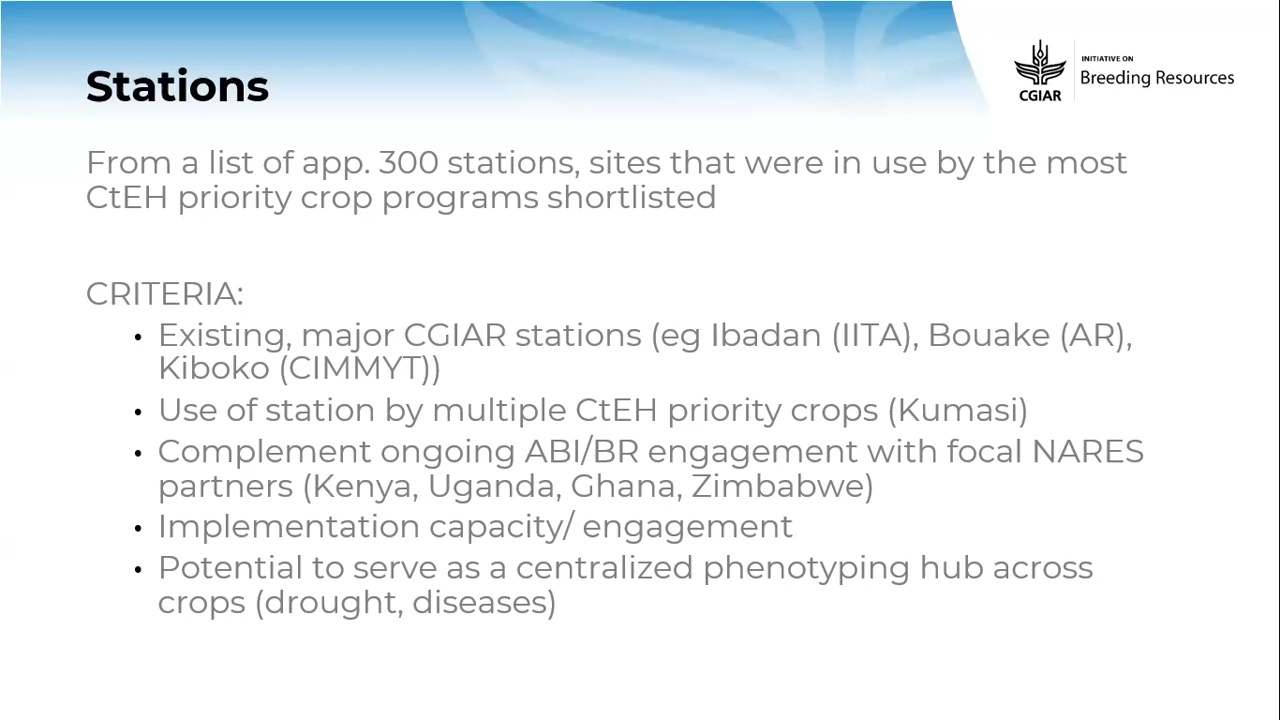 Stations
INITIATIVE ON
Breeding Resources
CGIAR
From a list of app. 300 stations, sites that were in use by the most
CtEH priority crop programs shortlisted
CRITERIA:
• Existing, major CGIAR stations (eg Ibadan (IITA), Bouake (AR),
Kiboko (CIMMYT))
• Use of station by multiple CtEH priority crops (Kumasi)
• Complement ongoing ABI/BR engagement with focal NARES
partners (Kenya, Uganda, Ghana, Zimbabwe)
• Implementation capacity/ engagement
• Potential to serve as a centralized phenotyping hub across
crops (drought, diseases)